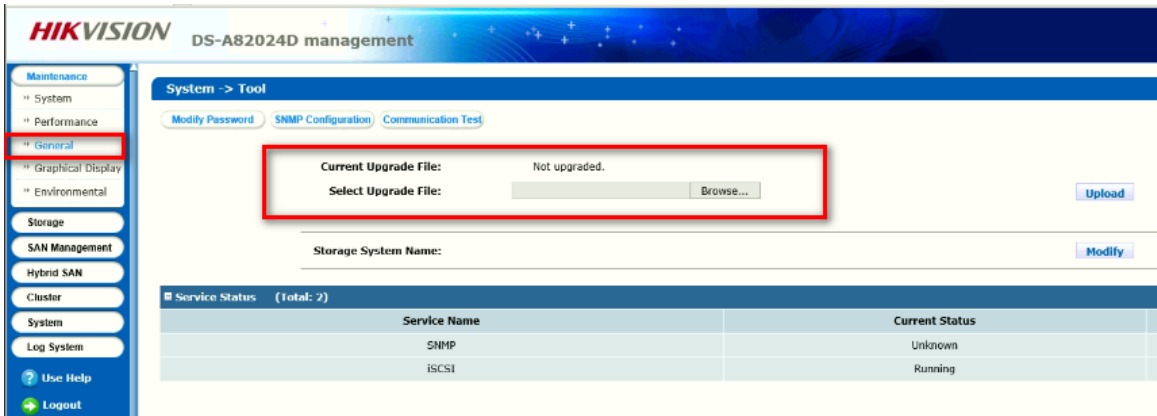 HIKVISION DS-A82024D management
Maintenance
System
Performance
General
Graphical Display
Environmental
Storage
SAN Management
Hybrid SAN
Cluster
System
Log System
Use Help
Logout
System -> Tool
Modify Password SNMP Configuration Communication Test
Current Upgrade File: Not upgraded.
Select Upgrade File: Browse... Upload
Storage System Name: Modify
Service Status (Total: 2)
Service Name Current Status
SNMP Unknown
iSCSI Running